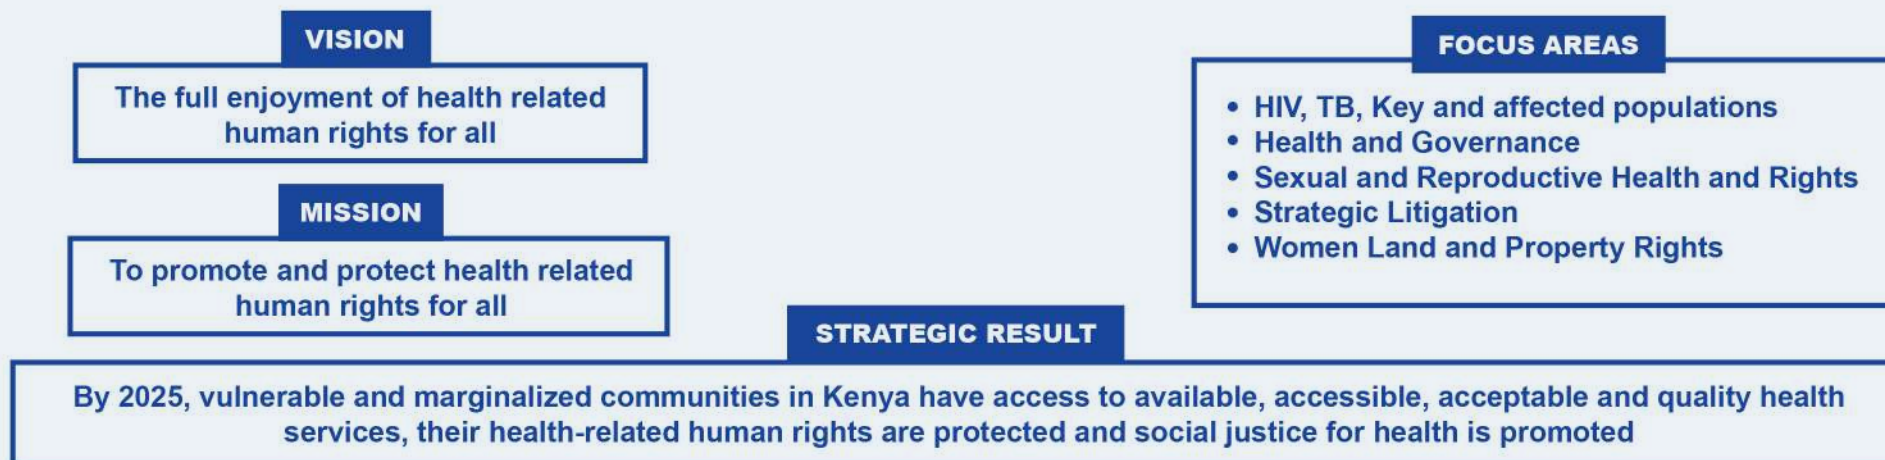 VISION
The full enjoyment of health related
human rights for all
MISSION
To promote and protect health related
human rights for all
FOCUS AREAS
• HIV, TB, Key and affected populations
• Health and Governance
• Sexual and Reproductive Health and Rights
• Strategic Litigation
• Women Land and Property Rights
STRATEGIC RESULT
By 2025, vulnerable and marginalized communities in Kenya have access to available, accessible, acceptable and quality health
services, their health-related human rights are protected and social justice for health is promoted